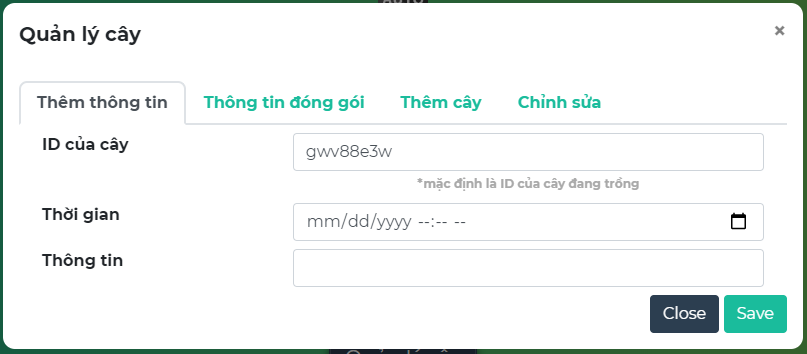 Quản lý cây
×
Thêm thông tin Thông tin đóng gói Thêm cây Chỉnh sửa
ID của cây gwv88e3w
*mặc định là ID của cây đang trồng
Thời gian mm/dd/yyyy --:-- --
Thông tin
Close Save